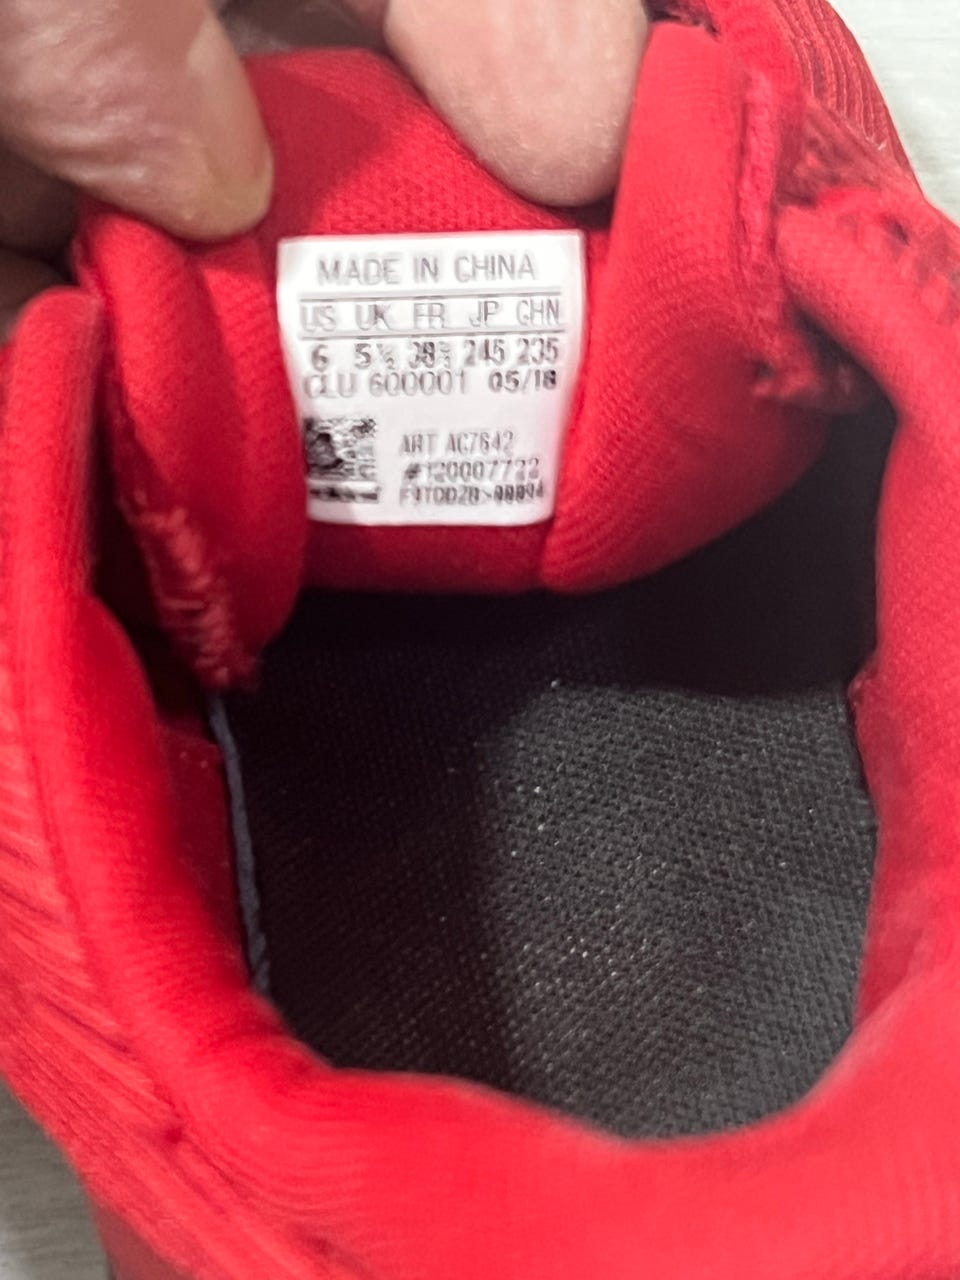 MADE IN CHINA
US UK FR JP CHN
6 5½ 38⅔ 245 235
CLU 600001 05/18
ART AC7642
#120007722